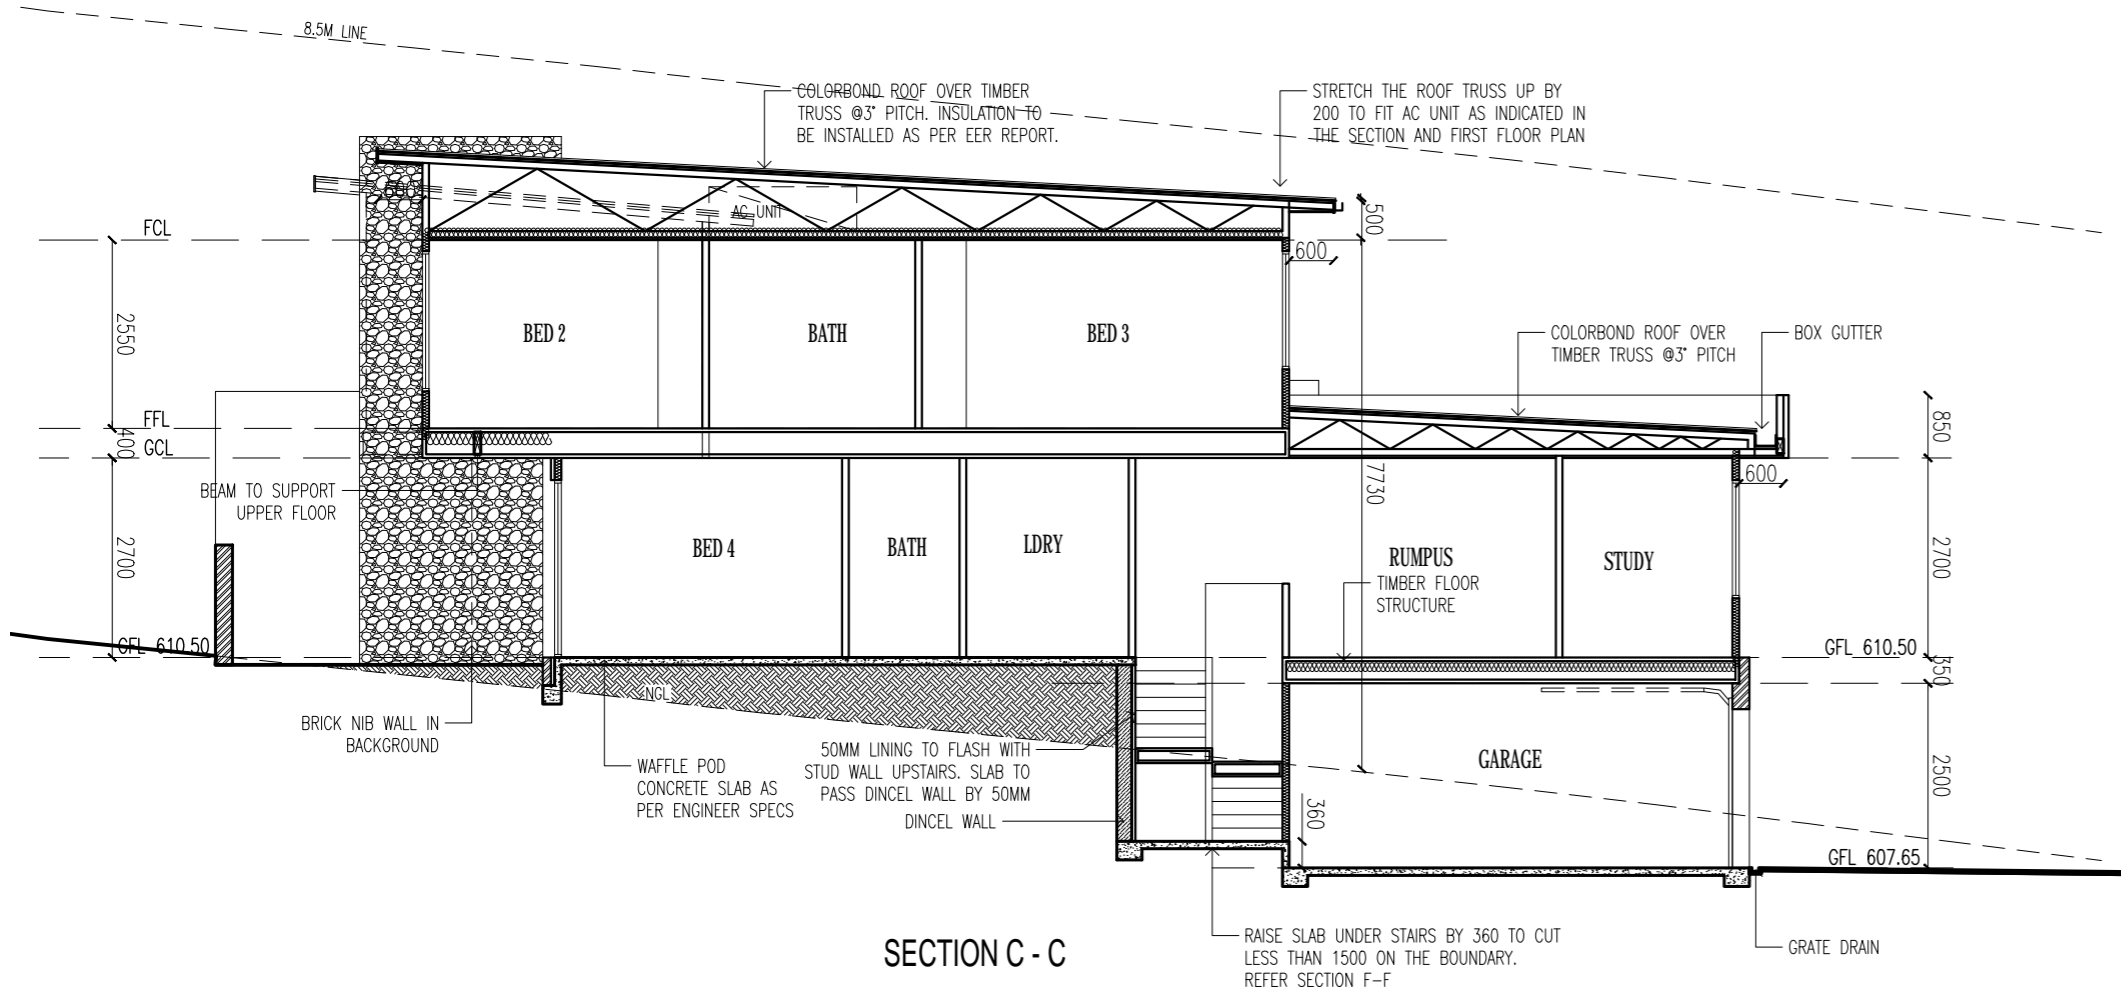 8.5M LINE
COLORBOND ROOF OVER TIMBER
TRUSS @3° PITCH. INSULATION TO
BE INSTALLED AS PER EER REPORT.
STRETCH THE ROOF TRUSS UP BY
200 TO FIT AC UNIT AS INDICATED IN
THE SECTION AND FIRST FLOOR PLAN
AC UNIT
500
FCL
600
2550
BED 2
BATH
BED 3
COLORBOND ROOF OVER
TIMBER TRUSS @3° PITCH
BOX GUTTER
FFL
400
GCL
850
BEAM TO SUPPORT
UPPER FLOOR
7730
600
2700
BED 4
BATH
LDRY
RUMPUS
STUDY
2700
TIMBER FLOOR
STRUCTURE
GFL 610.50
GFL 610.50
350
NGL
BRICK NIB WALL IN
BACKGROUND
WAFFLE POD
CONCRETE SLAB AS
PER ENGINEER SPECS
50MM LINING TO FLASH WITH
STUD WALL UPSTAIRS. SLAB TO
PASS DINCEL WALL BY 50MM
DINCEL WALL
360
GARAGE
2500
GFL 607.65
SECTION C - C
RAISE SLAB UNDER STAIRS BY 360 TO CUT
LESS THAN 1500 ON THE BOUNDARY.
REFER SECTION F-F
GRATE DRAIN